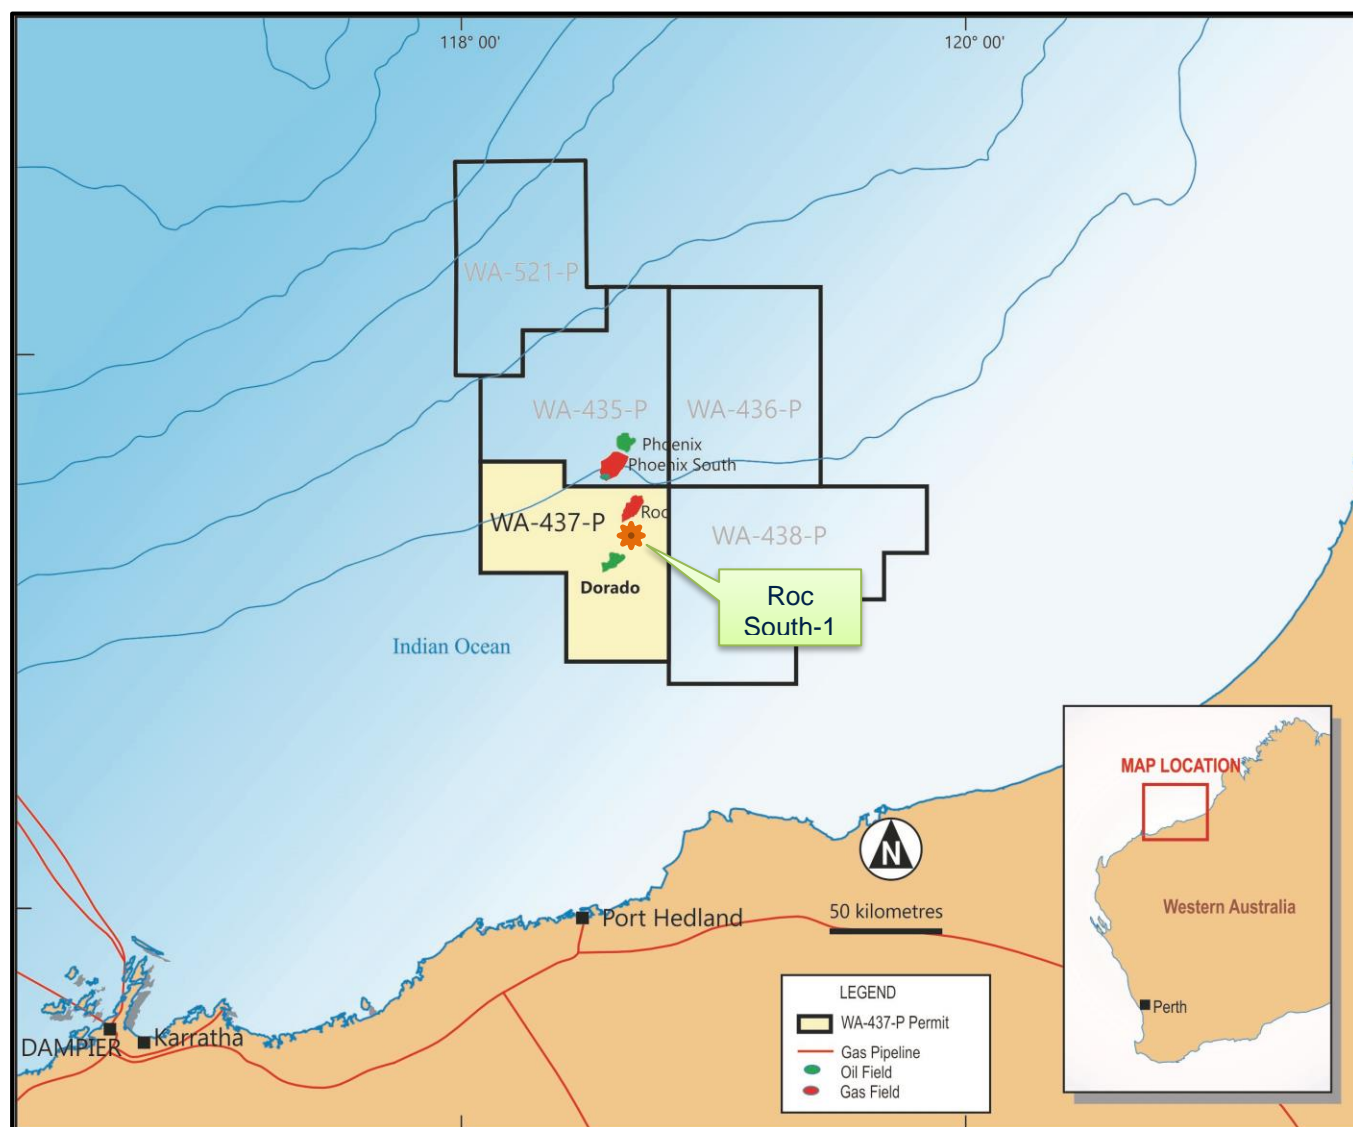 118° 00'
120° 00'
WA-521-P
WA-435-P
WA-436-P
Phoenix
Phoenix South
Roc
WA-437-P
WA-438-P
Dorado
Roc
South-1
Indian Ocean
MAP LOCATION
Western Australia
Perth
N
50 kilometres
Port Hedland
DAMPIER
Karratha
LEGEND
WA-437-P Permit
Gas Pipeline
Oil Field
Gas Field